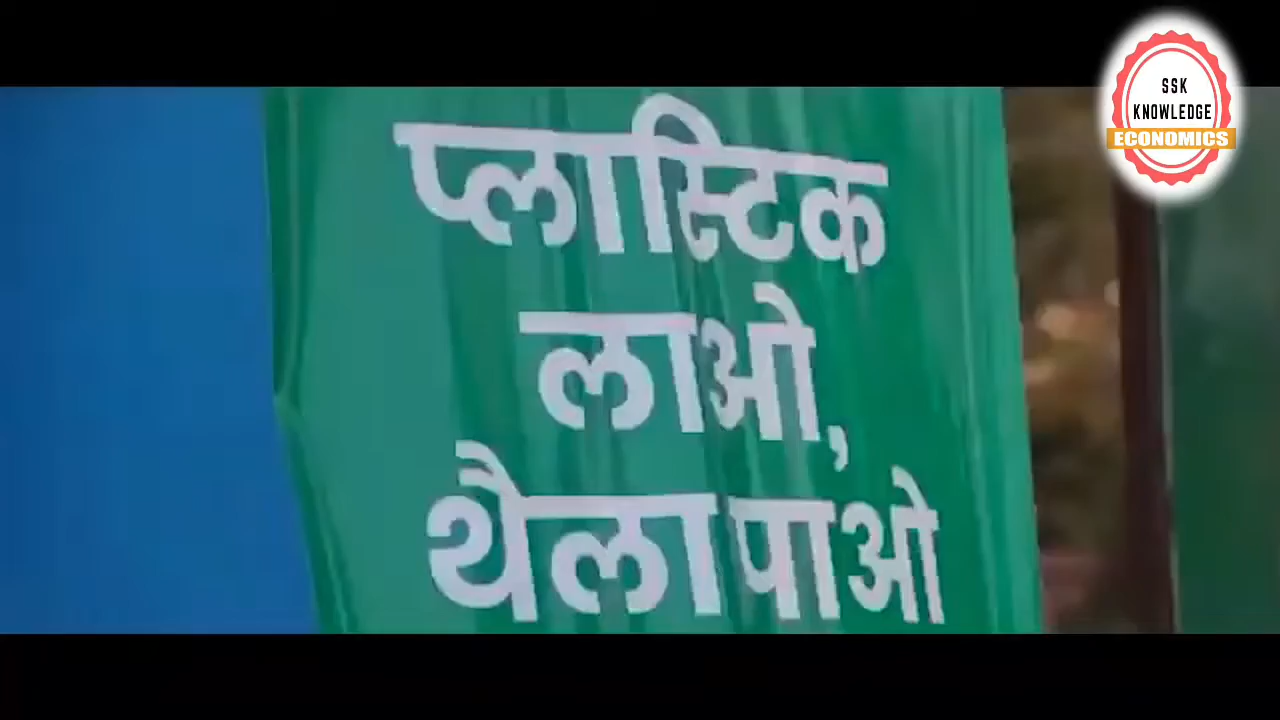 प्लास्टिक
लाओ,
थैला पाओ
SSK
KNOWLEDGE
ECONOMICS